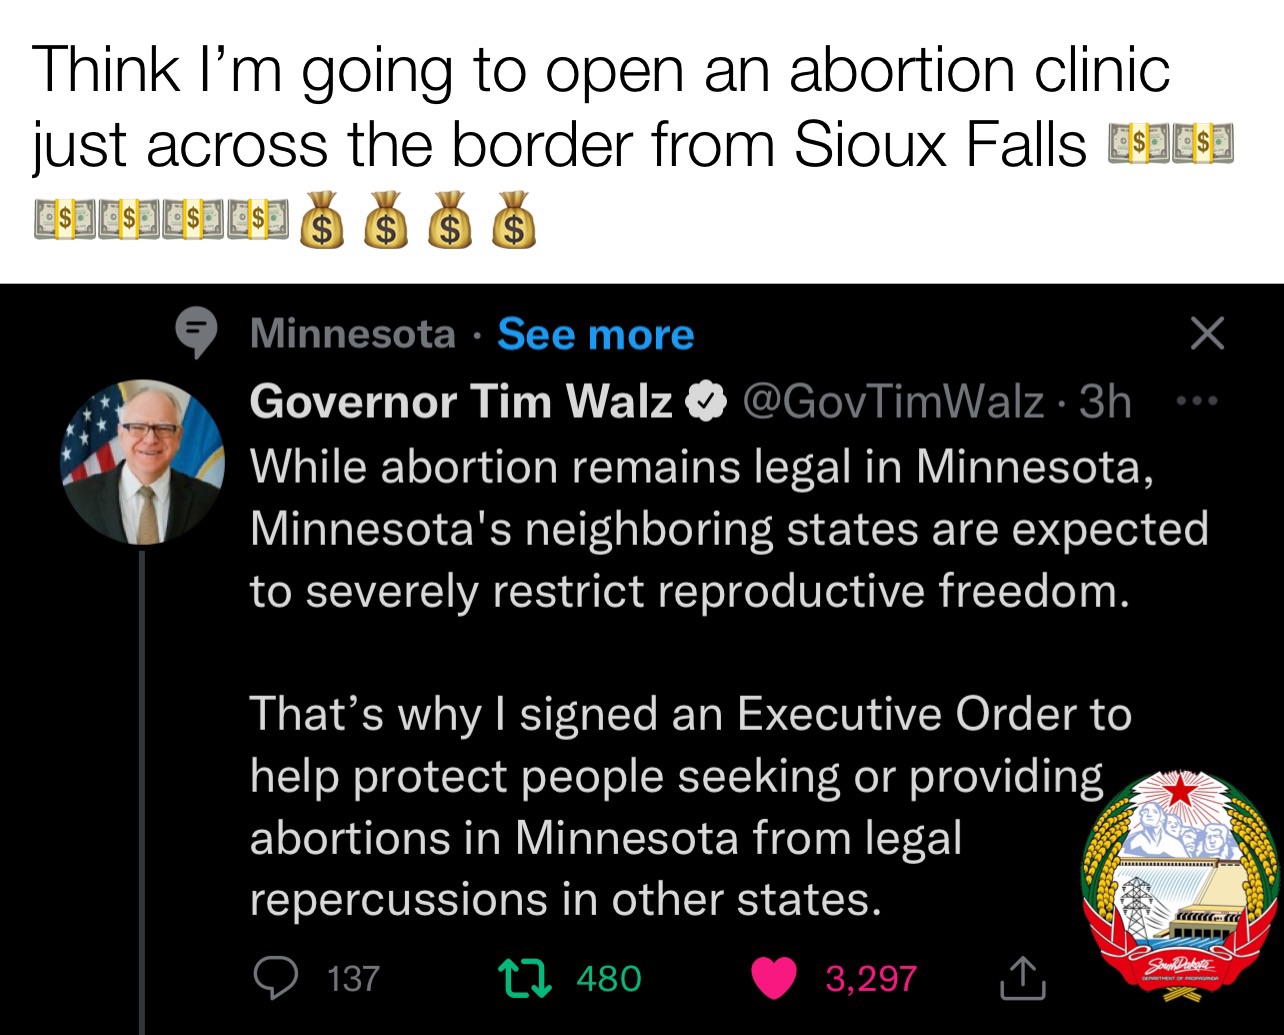 Think I’m going to open an abortion clinic
just across the border from Sioux Falls 💵💵
💵💵💵💵💰💰💰💰
Minnesota · See more
Governor Tim Walz @GovTimWalz · 3h
While abortion remains legal in Minnesota,
Minnesota's neighboring states are expected
to severely restrict reproductive freedom.
That’s why I signed an Executive Order to
help protect people seeking or providing
abortions in Minnesota from legal
repercussions in other states.
137 480 3,297
South Dakota
DEPARTMENT OF PROPAGANDA